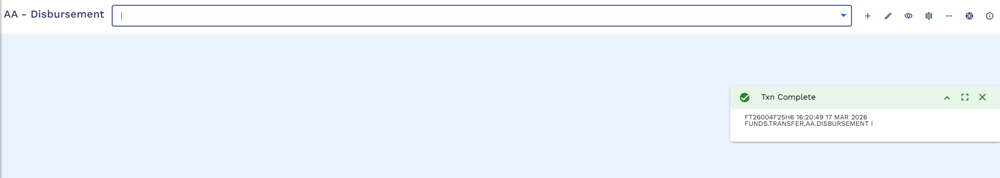 AA - Disbursement
Txn Complete
FT26004F25H6 16:20:49 17 MAR 2026
FUNDS.TRANSFER,AA.DISBURSEMENT I